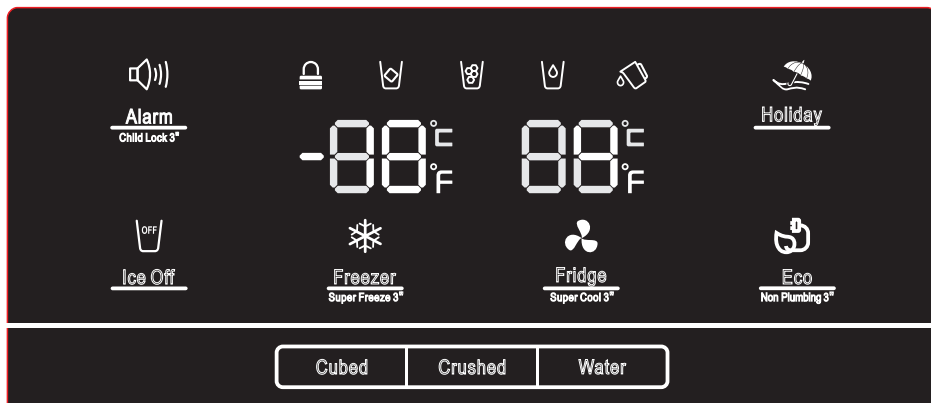 Alarm
Child Lock 3"
Holiday
-88 °C °F
88 °C °F
OFF
Ice Off
Freezer
Super Freeze 3"
Fridge
Super Cool 3"
Eco
Non Plumbing 3"
Cubed
Crushed
Water